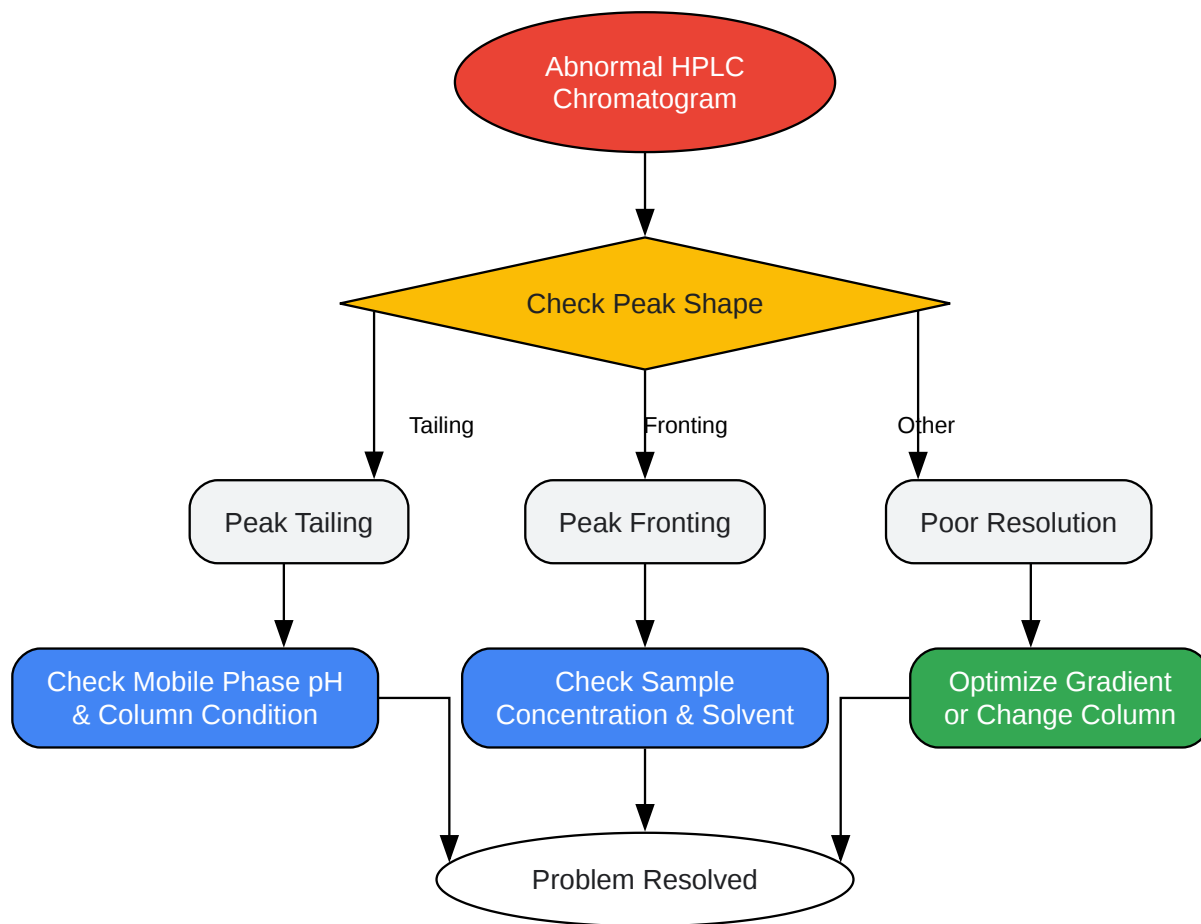 Abnormal HPLC
Chromatogram
Check Peak Shape
Tailing
Fronting
Other
Peak Tailing
Peak Fronting
Poor Resolution
Check Mobile Phase pH
& Column Condition
Check Sample
Concentration & Solvent
Optimize Gradient
or Change Column
Problem Resolved